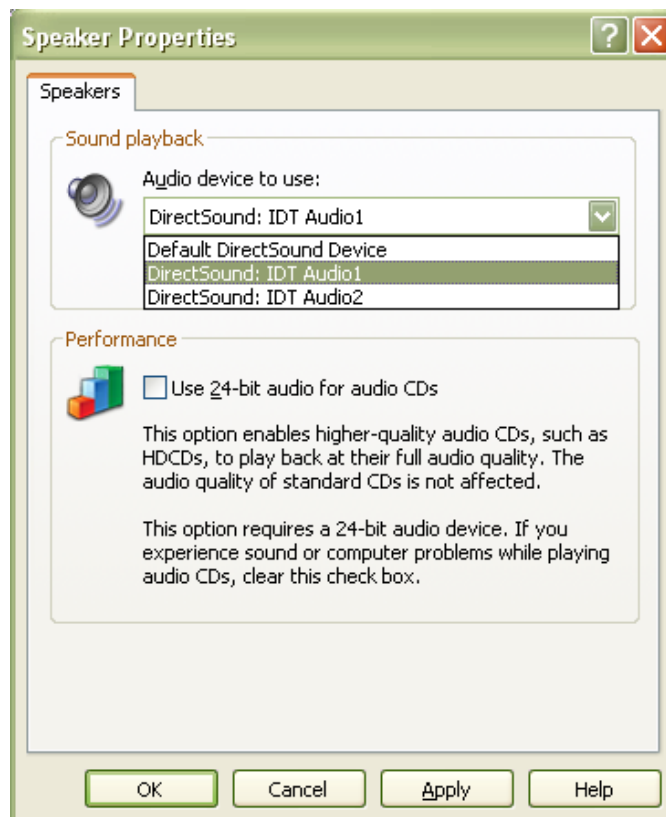 Speaker Properties
Speakers
Sound playback
Audio device to use:
DirectSound: IDT Audio1
Default DirectSound Device
DirectSound: IDT Audio1
DirectSound: IDT Audio2
Performance
Use 24-bit audio for audio CDs
This option enables higher-quality audio CDs, such as
HDCDs, to play back at their full audio quality. The
audio quality of standard CDs is not affected.
This option requires a 24-bit audio device. If you
experience sound or computer problems while playing
audio CDs, clear this check box.
OK Cancel Apply Help